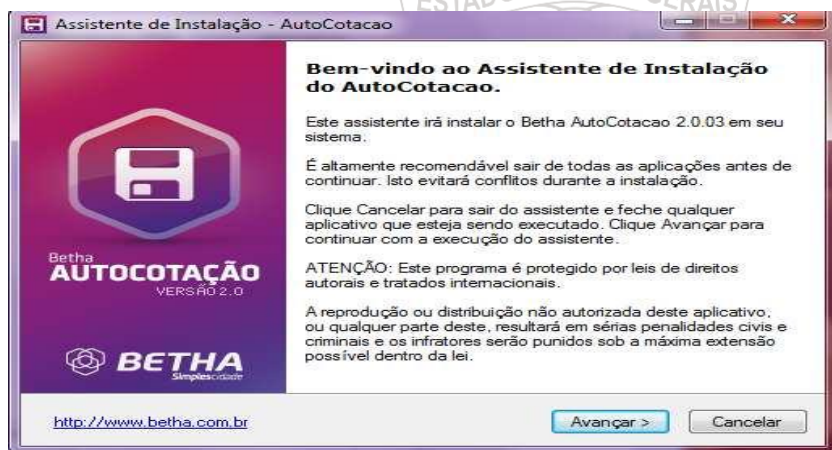 ESTADO
GERAIS
Assistente de Instalação - AutoCotacao
Bem-vindo ao Assistente de Instalação
do AutoCotacao.
Este assistente irá instalar o Betha AutoCotacao 2.0.03 em seu
sistema.
É altamente recomendável sair de todas as aplicações antes de
continuar. Isto evitará conflitos durante a instalação.
Clique Cancelar para sair do assistente e feche qualquer
aplicativo que esteja sendo executado. Clique Avançar para
continuar com a execução do assistente.
ATENÇÃO: Este programa é protegido por leis de direitos
autorais e tratados internacionais.
A reprodução ou distribuição não autorizada deste aplicativo,
ou qualquer parte deste, resultará em sérias penalidades civis e
criminais e os infratores serão punidos sob a máxima extensão
possível dentro da lei.
Betha
AUTOCOTAÇÃO
VERSÃO 2.0
BETHA
Simplescidade
http://www.betha.com.br
Avançar >
Cancelar